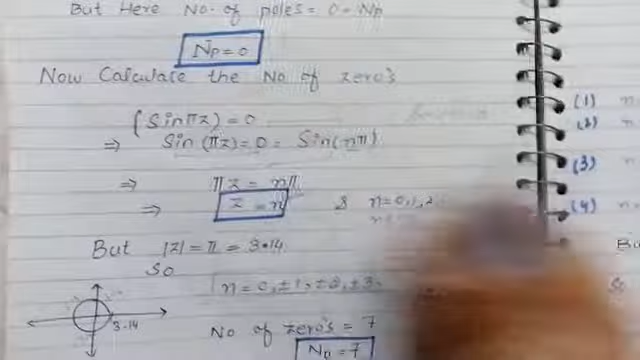 But Here No. of poles = 0 = Np
Np = 0
Now Calculate the No of zero's
(Sinπz) = 0
⇒ Sin (πz) = 0 = Sin(nπ)
⇒ πz = nπ
⇒ z = n & n = 0, 1, 2
But |z| = π = 3.14
So
n = 0, ±1, ±2, ±3
3.14
No of zero's = 7
(1) n
(2) n
(3) n
(4) n
Bu